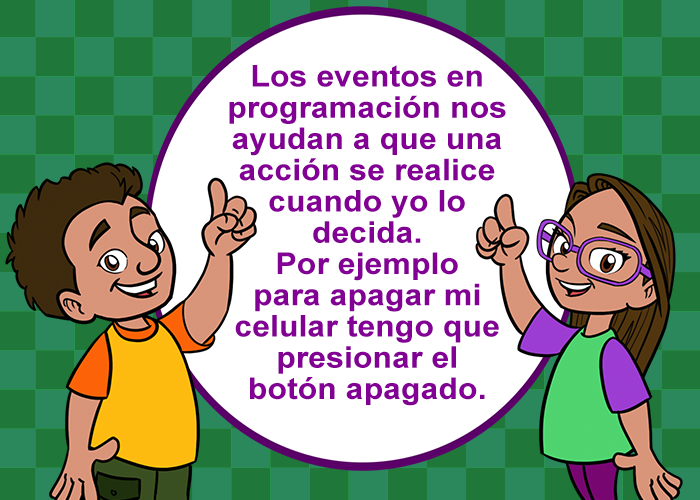 Los eventos en
programación nos
ayudan a que una
acción se realice
cuando yo lo
decida.
Por ejemplo
para apagar mi
celular tengo que
presionar el
botón apagado.